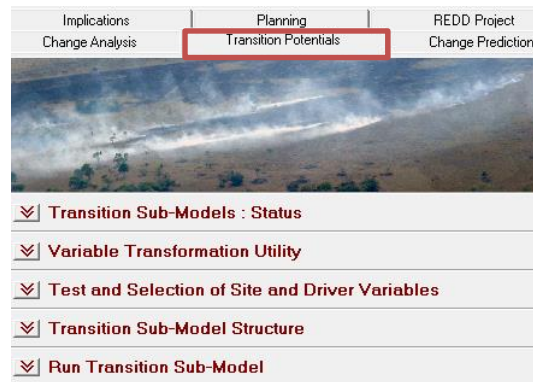 Implications Planning REDD Project
Change Analysis Transition Potentials Change Prediction
Transition Sub-Models : Status
Variable Transformation Utility
Test and Selection of Site and Driver Variables
Transition Sub-Model Structure
Run Transition Sub-Model